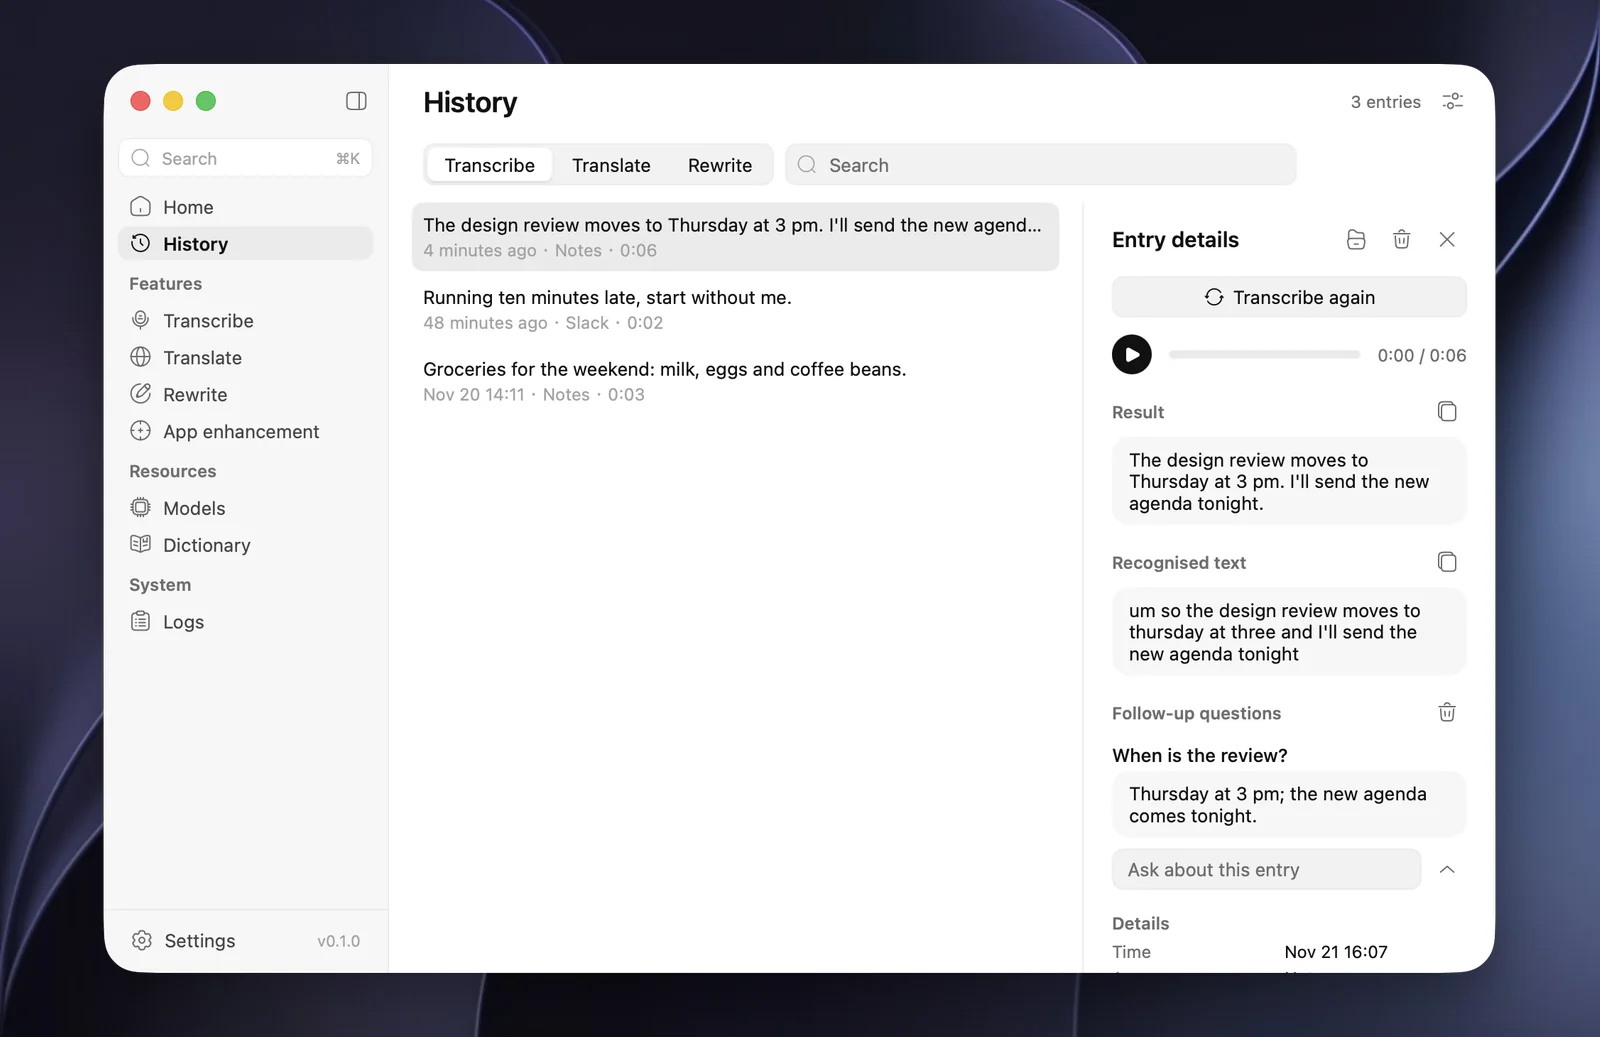 Search ⌘K
Home
History
Features
Transcribe
Translate
Rewrite
App enhancement
Resources
Models
Dictionary
System
Logs
Settings v0.1.0
History
3 entries
Transcribe Translate Rewrite
Search
The design review moves to Thursday at 3 pm. I'll send the new agend...
4 minutes ago · Notes · 0:06
Running ten minutes late, start without me.
48 minutes ago · Slack · 0:02
Groceries for the weekend: milk, eggs and coffee beans.
Nov 20 14:11 · Notes · 0:03
Entry details
Transcribe again
0:00 / 0:06
Result
The design review moves to
Thursday at 3 pm. I'll send the new
agenda tonight.
Recognised text
um so the design review moves to
thursday at three and I'll send the
new agenda tonight
Follow-up questions
When is the review?
Thursday at 3 pm; the new agenda
comes tonight.
Ask about this entry
Details
Time Nov 21 16:07